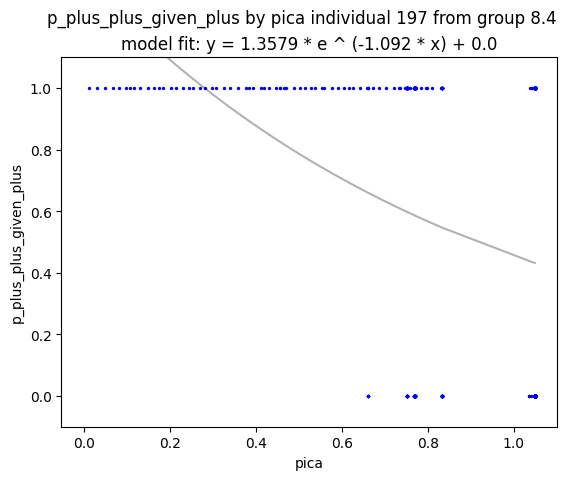 p_plus_plus_given_plus by pica individual 197 from group 8.4
model fit: y = 1.3579 * e ^ (-1.092 * x) + 0.0
1.0
0.8
0.6
0.4
0.2
0.0
p_plus_plus_given_plus
0.0 0.2 0.4 0.6 0.8 1.0
pica